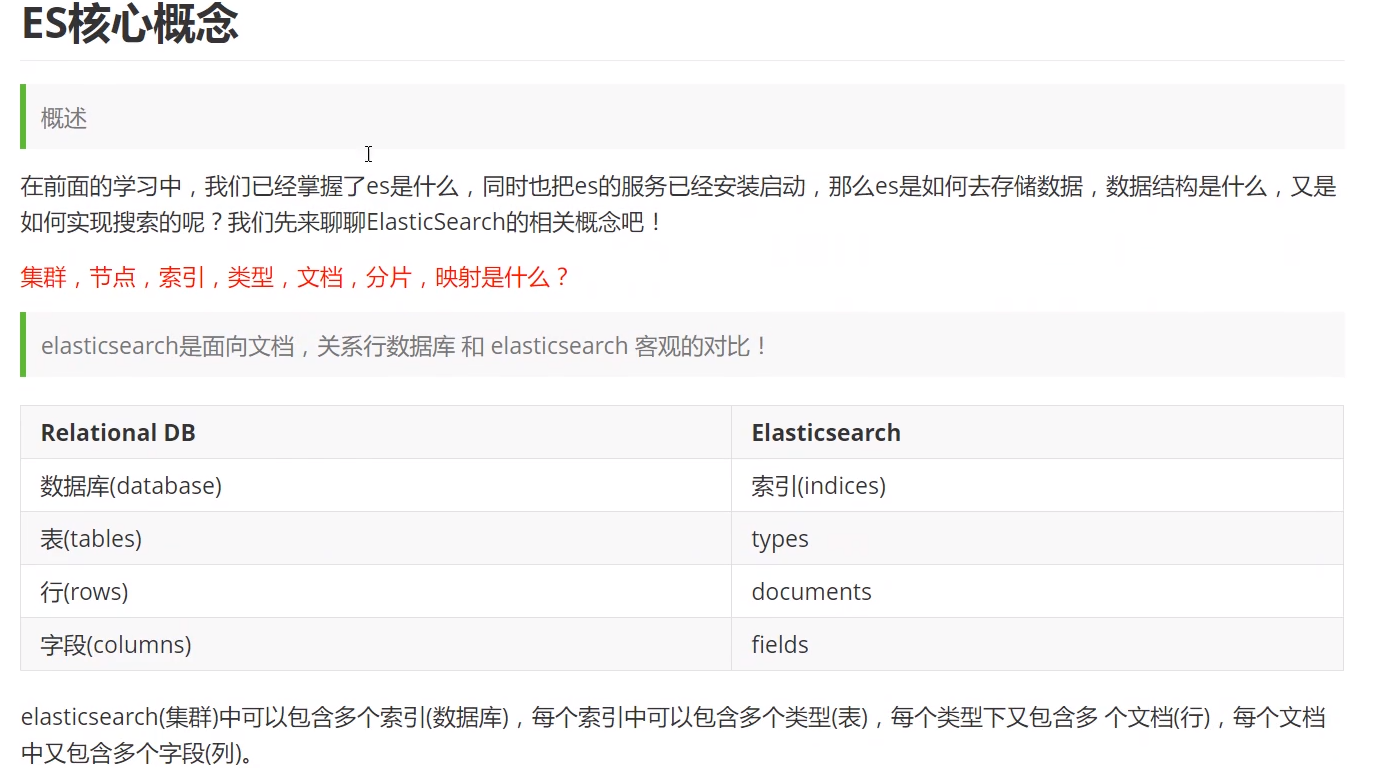 ES核心概念
概述
在前面的学习中，我们已经掌握了es是什么，同时也把es的服务已经安装启动，那么es是如何去存储数据，数据结构是什么，又是
如何实现搜索的呢？我们先来聊聊ElasticSearch的相关概念吧！
集群，节点，索引，类型，文档，分片，映射是什么？
elasticsearch是面向文档，关系行数据库 和 elasticsearch 客观的对比！
Relational DB Elasticsearch
数据库(database) 索引(indices)
表(tables) types
行(rows) documents
字段(columns) fields
elasticsearch(集群)中可以包含多个索引(数据库)，每个索引中可以包含多个类型(表)，每个类型下又包含多 个文档(行)，每个文档
中又包含多个字段(列)。